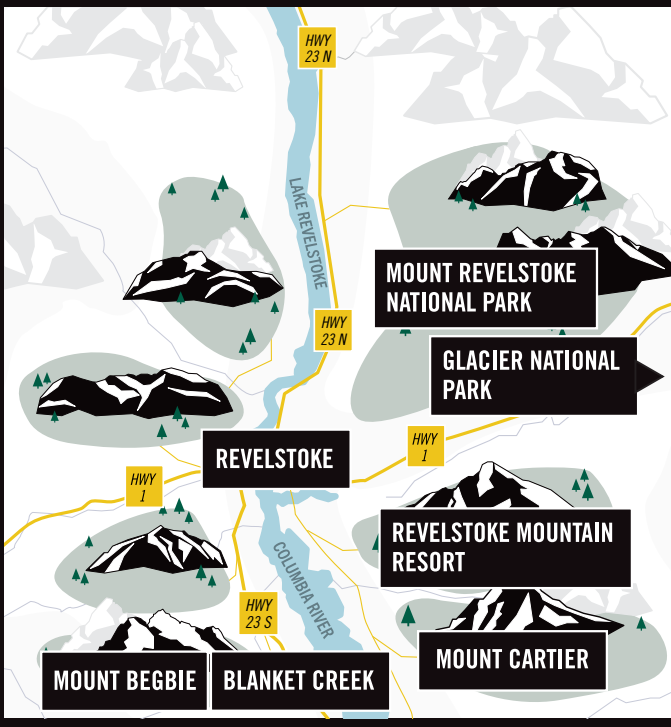 HWY
23 N
LAKE REVELSTOKE
MOUNT REVELSTOKE
NATIONAL PARK
HWY
23 N
GLACIER NATIONAL
PARK
REVELSTOKE
HWY
1
HWY
1
REVELSTOKE MOUNTAIN
RESORT
COLUMBIA RIVER
HWY
23 S
MOUNT CARTIER
MOUNT BEGBIE
BLANKET CREEK